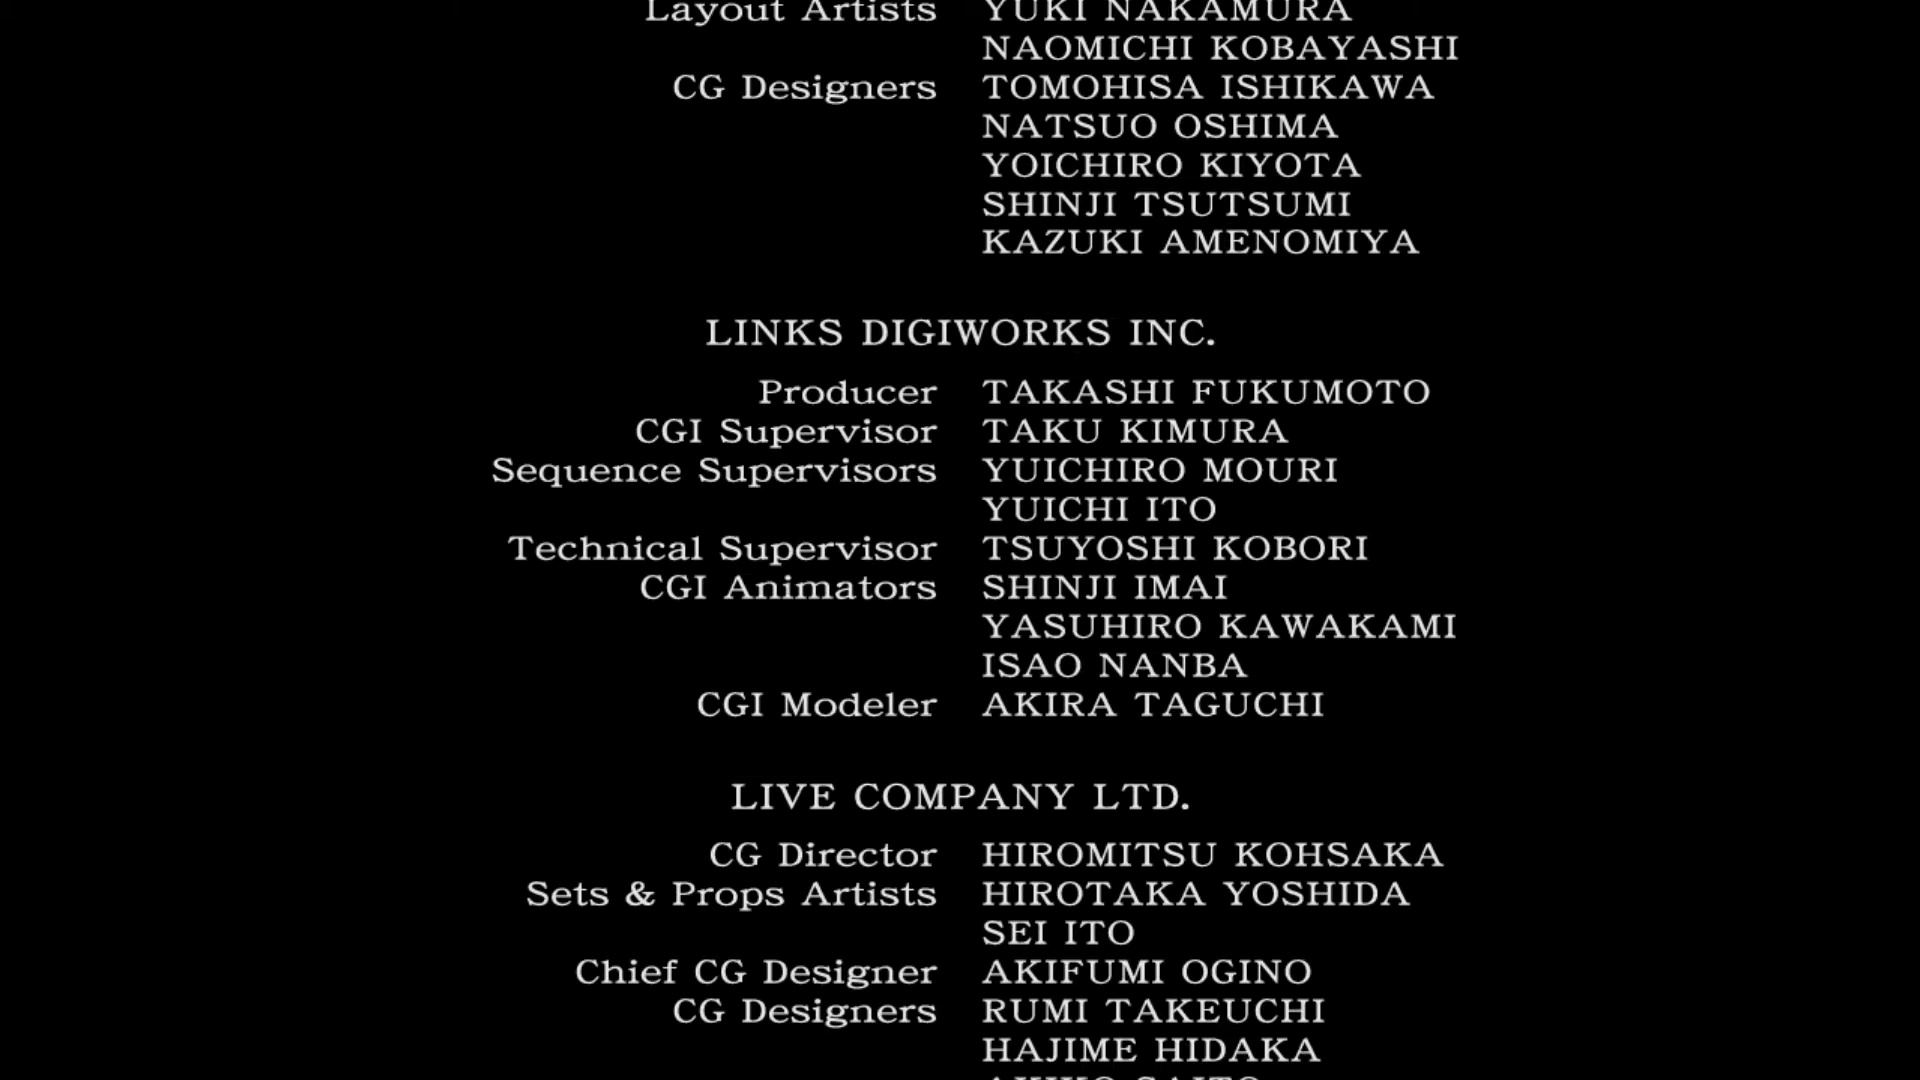 Layout Artists YUKI NAKAMURA
NAOMICHI KOBAYASHI
CG Designers TOMOHISA ISHIKAWA
NATSUO OSHIMA
YOICHIRO KIYOTA
SHINJI TSUTSUMI
KAZUKI AMENOMIYA
LINKS DIGIWORKS INC.
Producer TAKASHI FUKUMOTO
CGI Supervisor TAKU KIMURA
Sequence Supervisors YUICHIRO MOURI
YUICHI ITO
Technical Supervisor TSUYOSHI KOBORI
CGI Animators SHINJI IMAI
YASUHIRO KAWAKAMI
ISAO NANBA
CGI Modeler AKIRA TAGUCHI
LIVE COMPANY LTD.
CG Director HIROMITSU KOHSAKA
Sets & Props Artists HIROTAKA YOSHIDA
SEI ITO
Chief CG Designer AKIFUMI OGINO
CG Designers RUMI TAKEUCHI
HAJIME HIDAKA